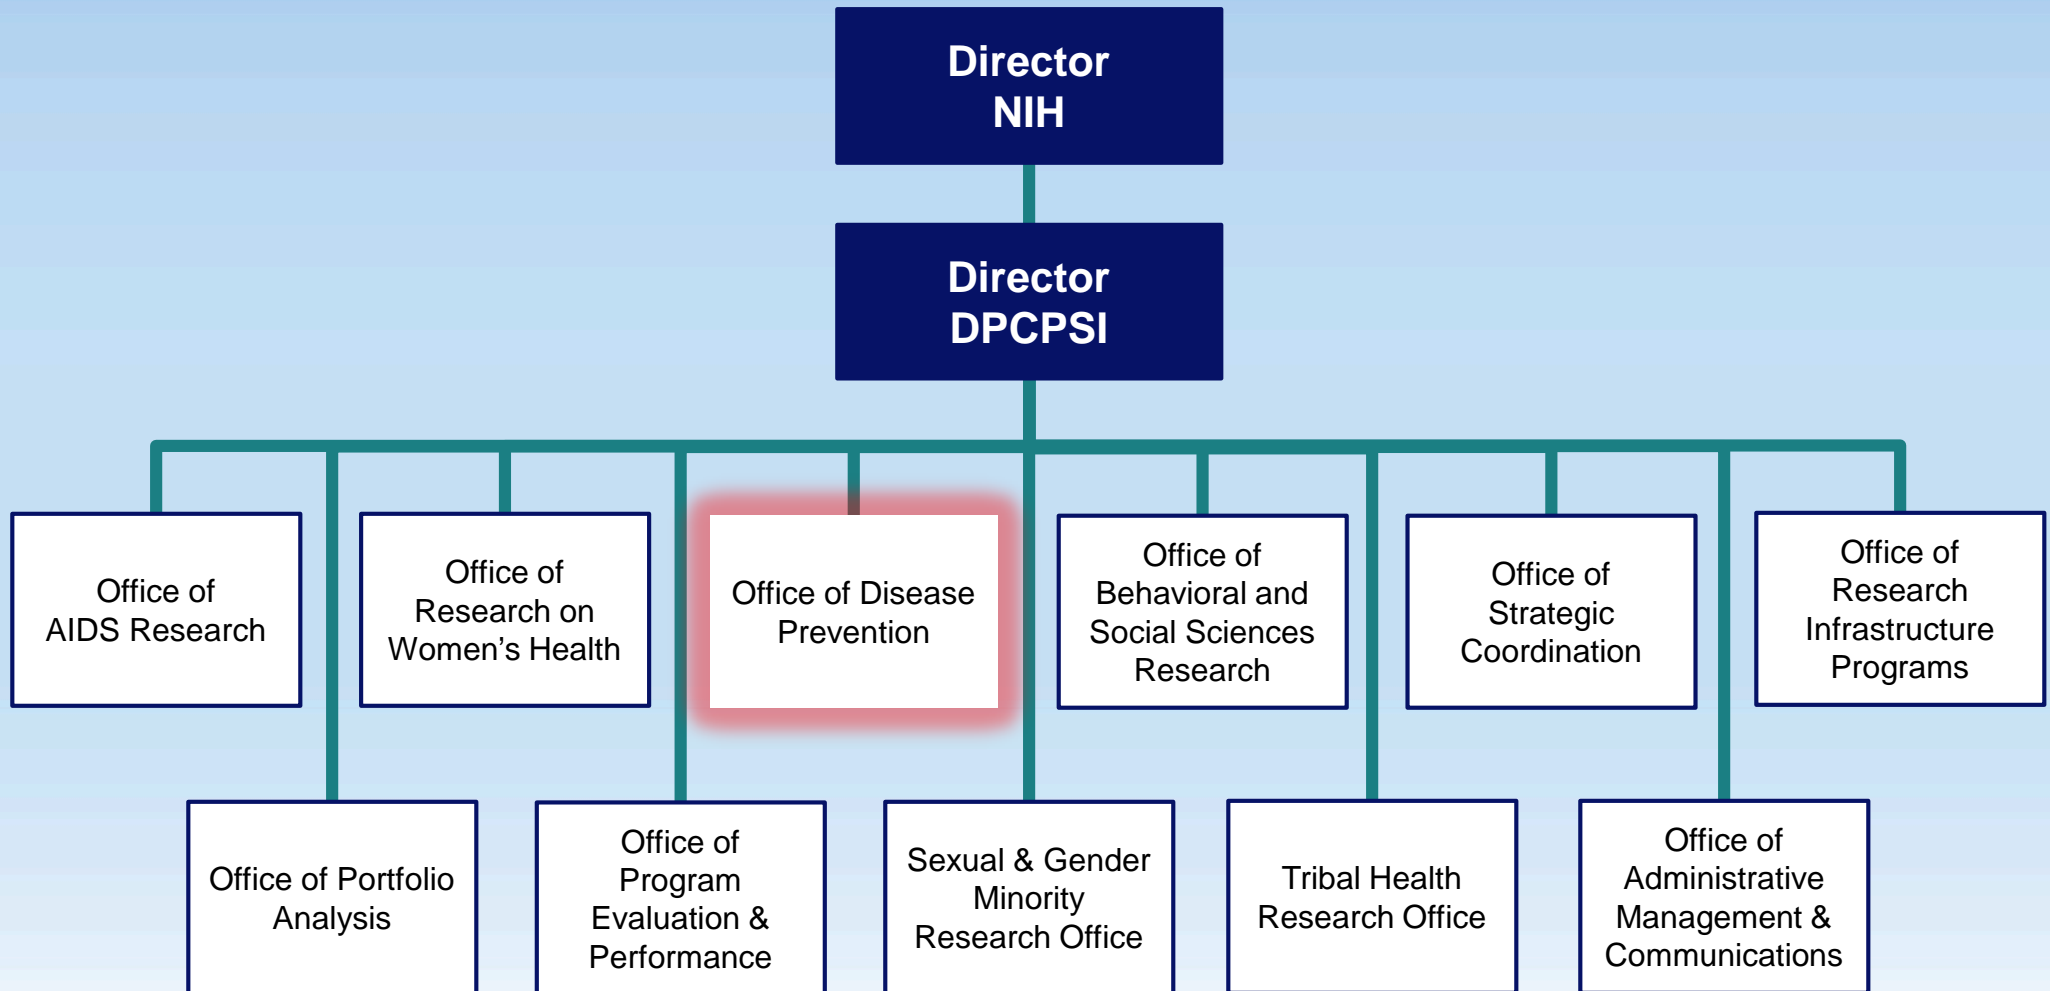 Director
NIH
Director
DPCPSI
Office of
AIDS Research
Office of
Research on
Women’s Health
Office of Disease
Prevention
Office of
Behavioral and
Social Sciences
Research
Office of
Strategic
Coordination
Office of
Research
Infrastructure
Programs
Office of Portfolio
Analysis
Office of
Program
Evaluation &
Performance
Sexual & Gender
Minority
Research Office
Tribal Health
Research Office
Office of
Administrative
Management &
Communications